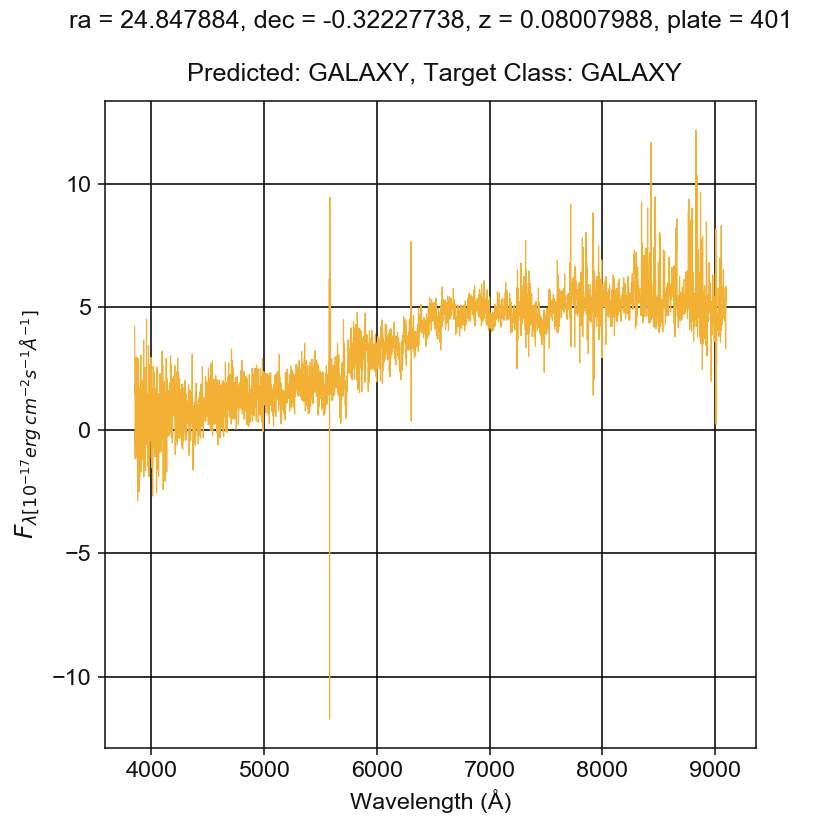 ra = 24.847884, dec = -0.32227738, z = 0.08007988, plate = 401
Predicted: GALAXY, Target Class: GALAXY
10
5
0
−5
−10
F_{λ[10^{−17} erg cm^{−2} s^{−1} Å^{−1}]}
4000 5000 6000 7000 8000 9000
Wavelength (Å)